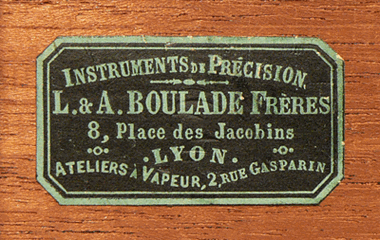 INSTRUMENTS DE PRÉCISION,
L. & A. BOULADE FRÈRES
8, Place des Jacobins
. LYON.
ATELIERS À VAPEUR, 2, RUE GASPARIN